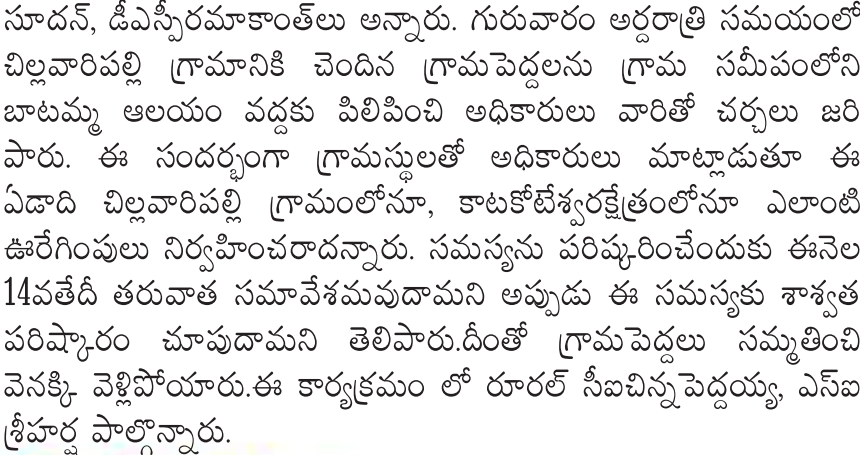 సూదన్, డీఎస్పీరమాకాంత్‌లు అన్నారు. గురువారం అర్దరాత్రి సమయంలో
చిల్లవారిపల్లి గ్రామానికి చెందిన గ్రామపెద్దలను గ్రామ సమీపంలోని
బాటమ్మ ఆలయం వద్దకు పిలిపించి అధికారులు వారితో చర్చలు జరి
పారు. ఈ సందర్భంగా గ్రామస్థులతో అధికారులు మాట్లాడుతూ ఈ
ఏడాది చిల్లవారిపల్లి గ్రామంలోనూ, కాటకోటేశ్వరక్షేత్రంలోనూ ఎలాంటి
ఊరేగింపులు నిర్వహించరాదన్నారు. సమస్యను పరిష్కరించేందుకు ఈనెల
14వతేదీ తరువాత సమావేశమవుదామని అప్పుడు ఈ సమస్యకు శాశ్వత
పరిష్కారం చూపుదామని తెలిపారు.దీంతో గ్రామపెద్దలు సమ్మతించి
వెనక్కి వెళ్లిపోయారు.ఈ కార్యక్రమం లో రూరల్ సీఐచిన్నపెద్దయ్య, ఎస్ఐ
శ్రీహర్ష పాల్గొన్నారు.